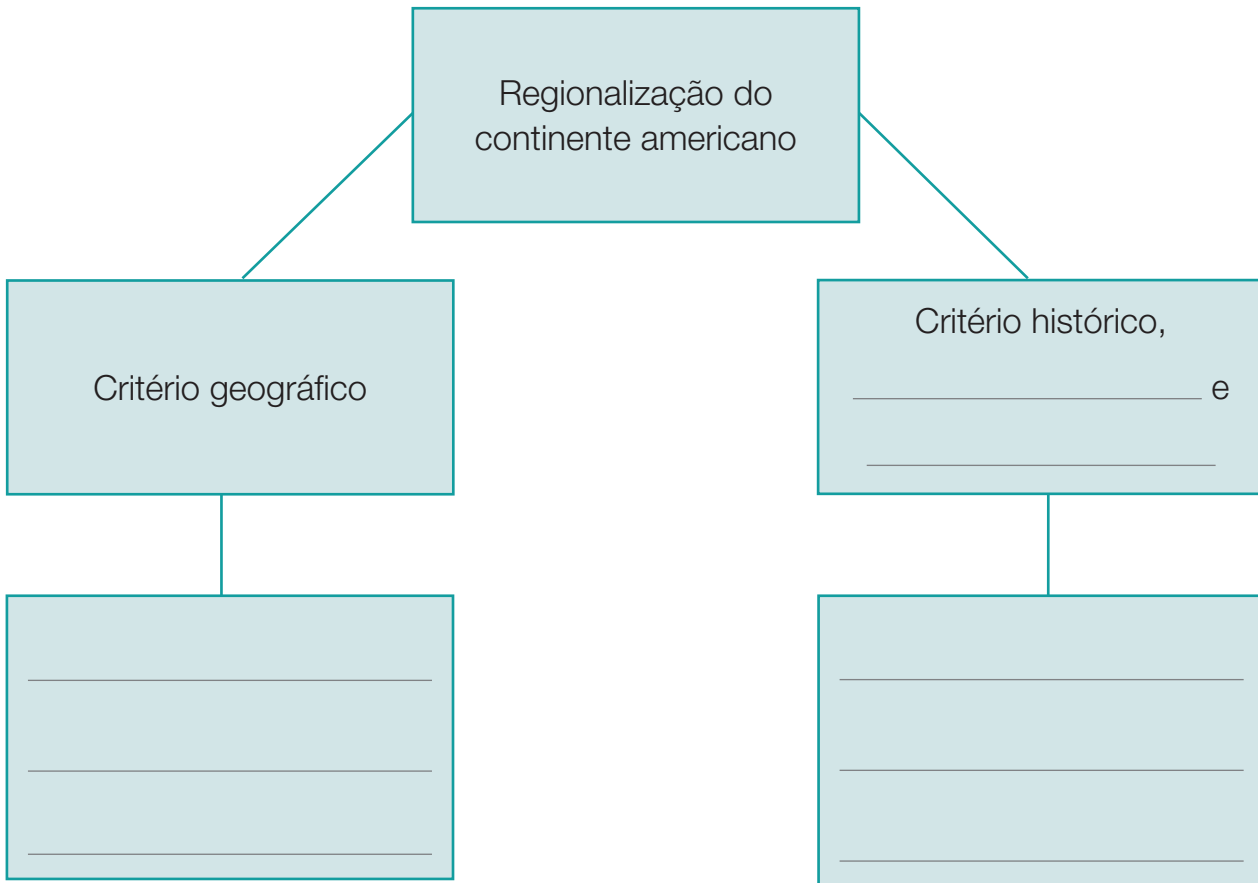 Regionalização do
continente americano
Critério geográfico
Critério histórico,
e